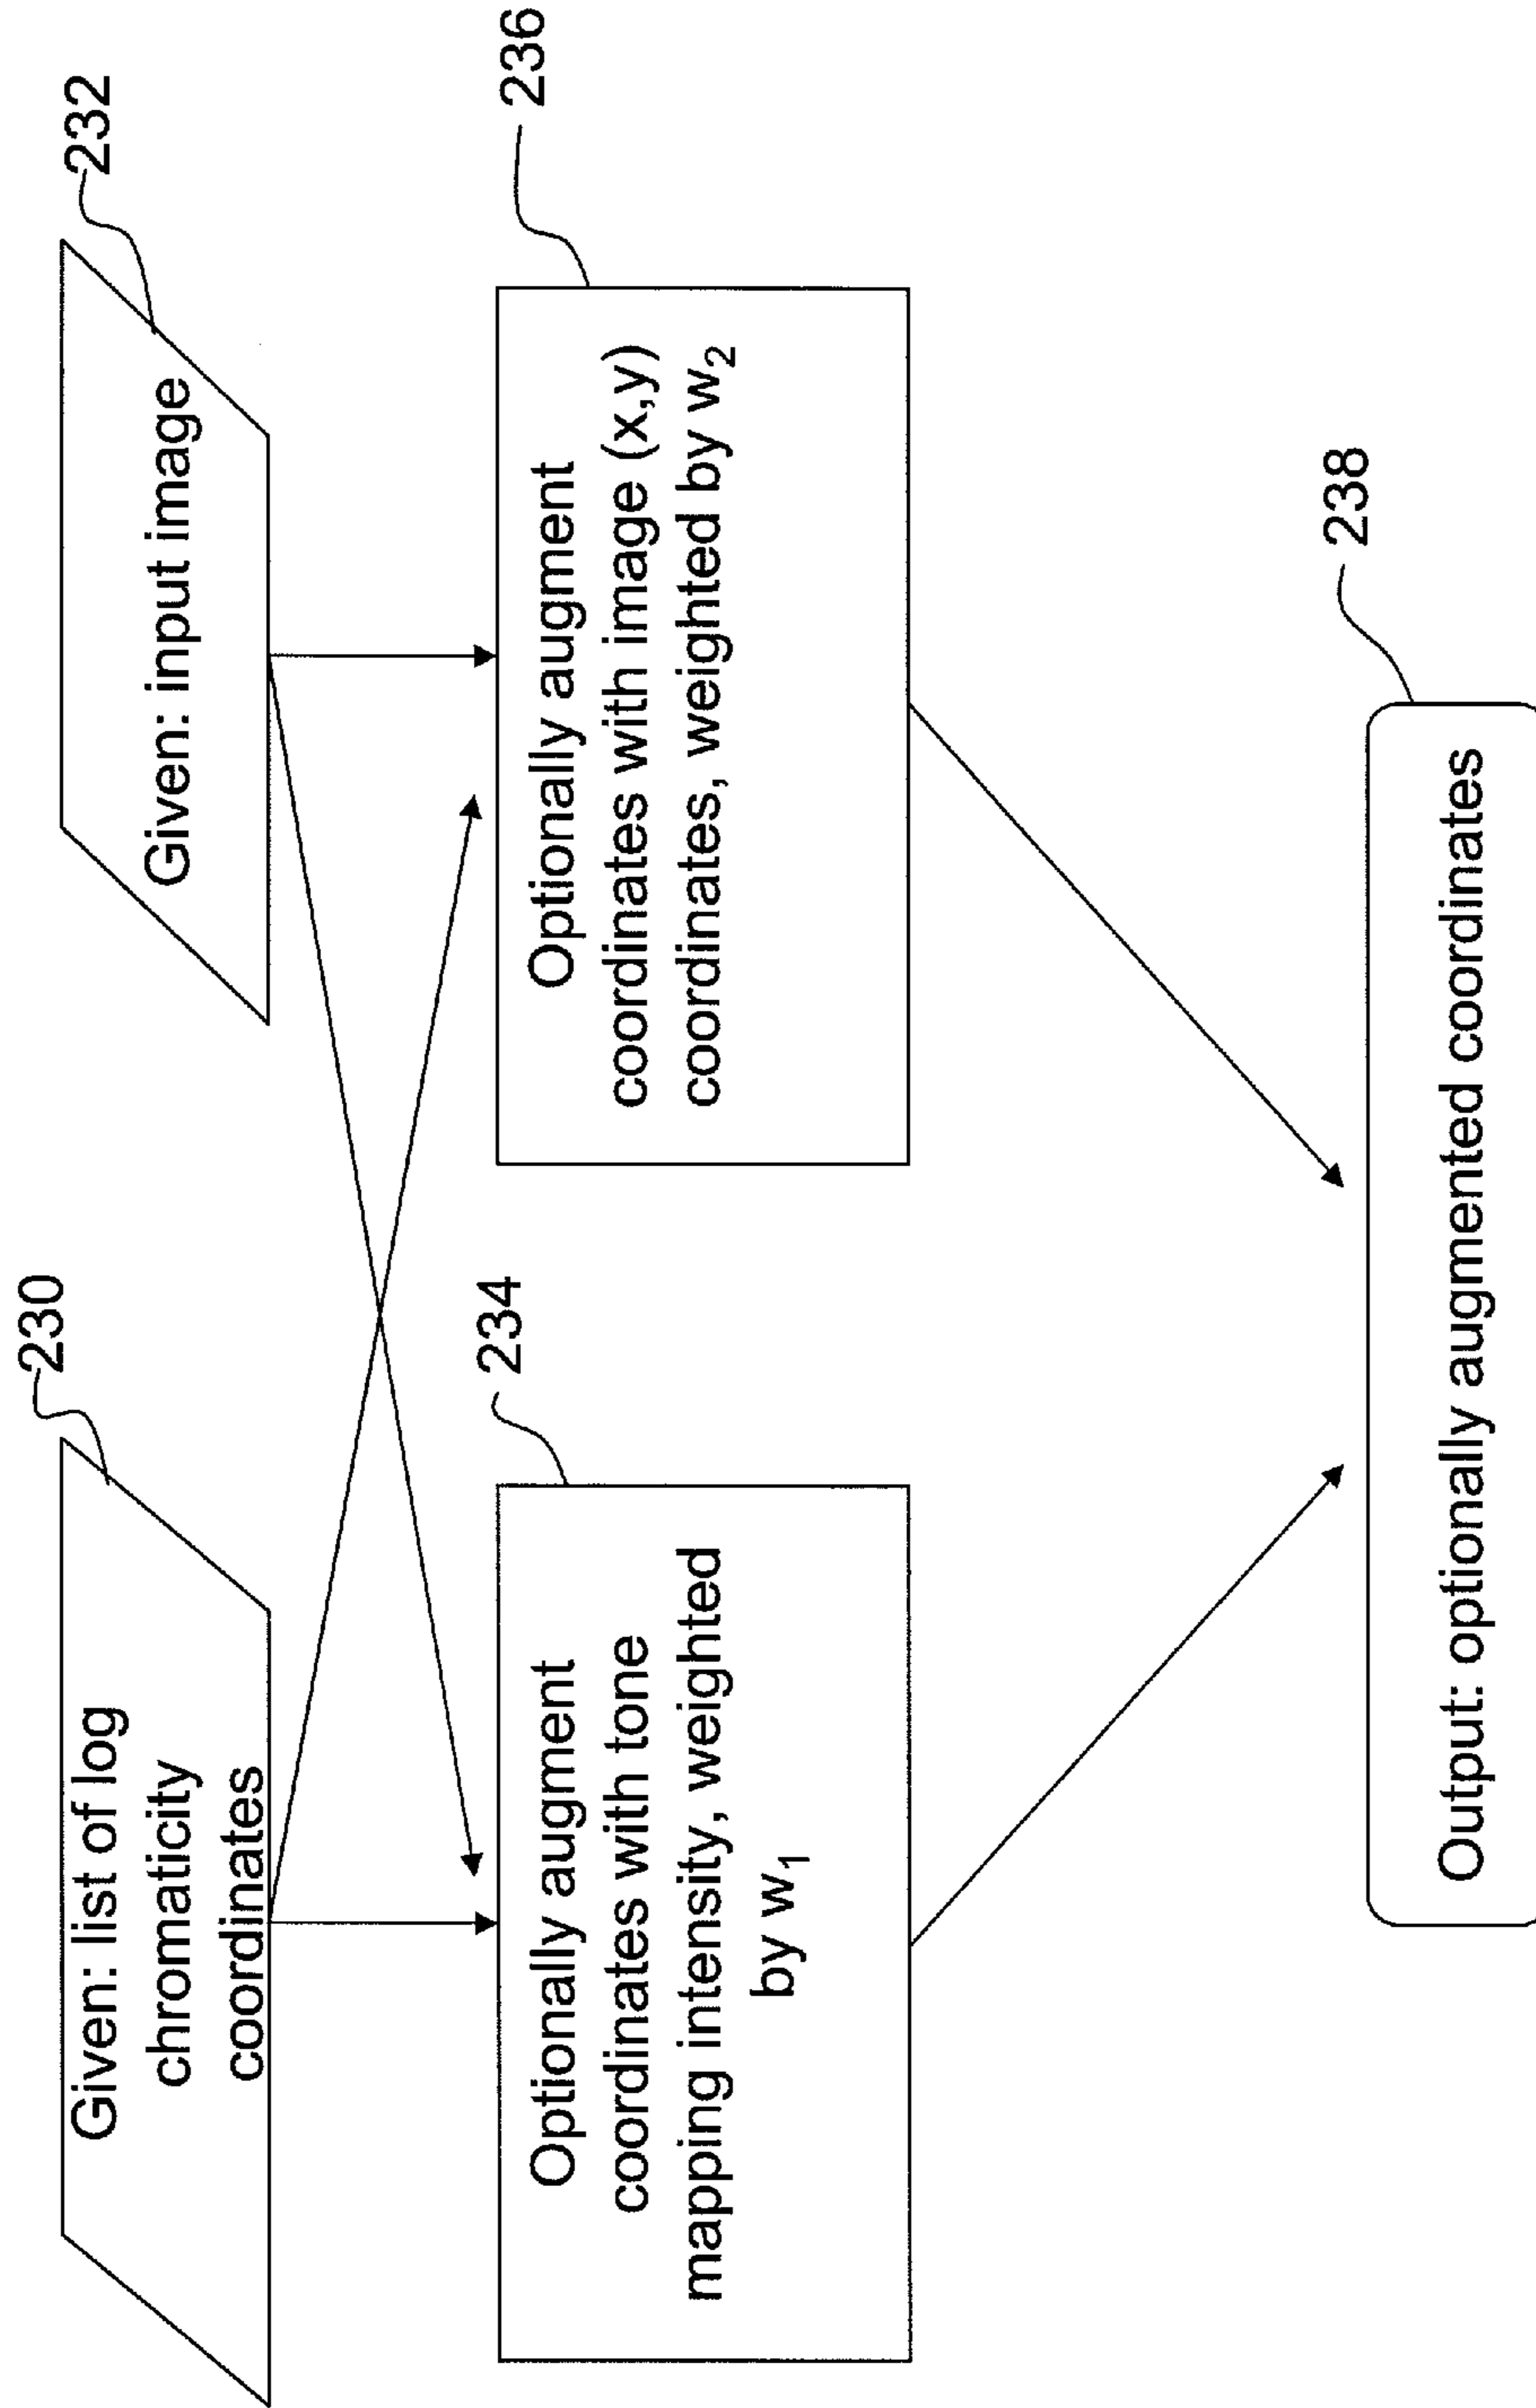 230
Given: list of log
chromaticity
coordinates
232
Given: input image
234
Optionally augment
coordinates with tone
mapping intensity, weighted
by w₁
236
Optionally augment
coordinates with image (x,y)
coordinates, weighted by w₂
238
Output: optionally augmented coordinates